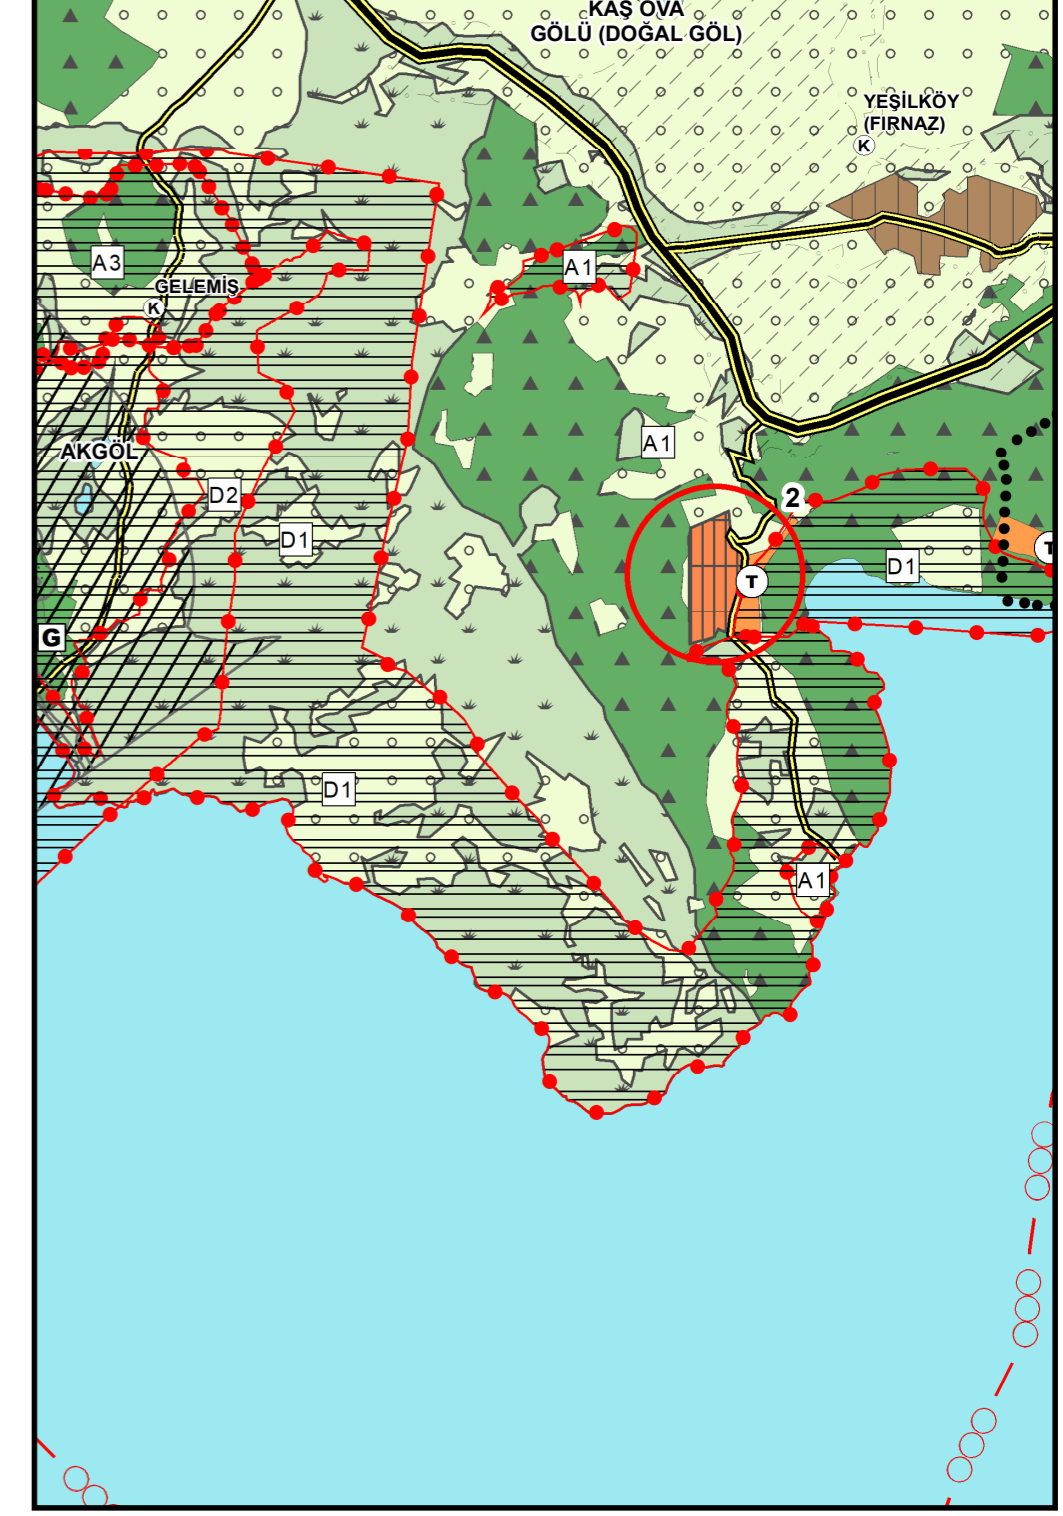 KAŞ OVA
GÖLÜ (DOĞAL GÖL)
YEŞİLKÖY
(FIRNAZ)
K
A3
A1
GELEMİŞ
K
A1
AKGÖL
D2
2
D1
D1
T
T
G
D1
A1